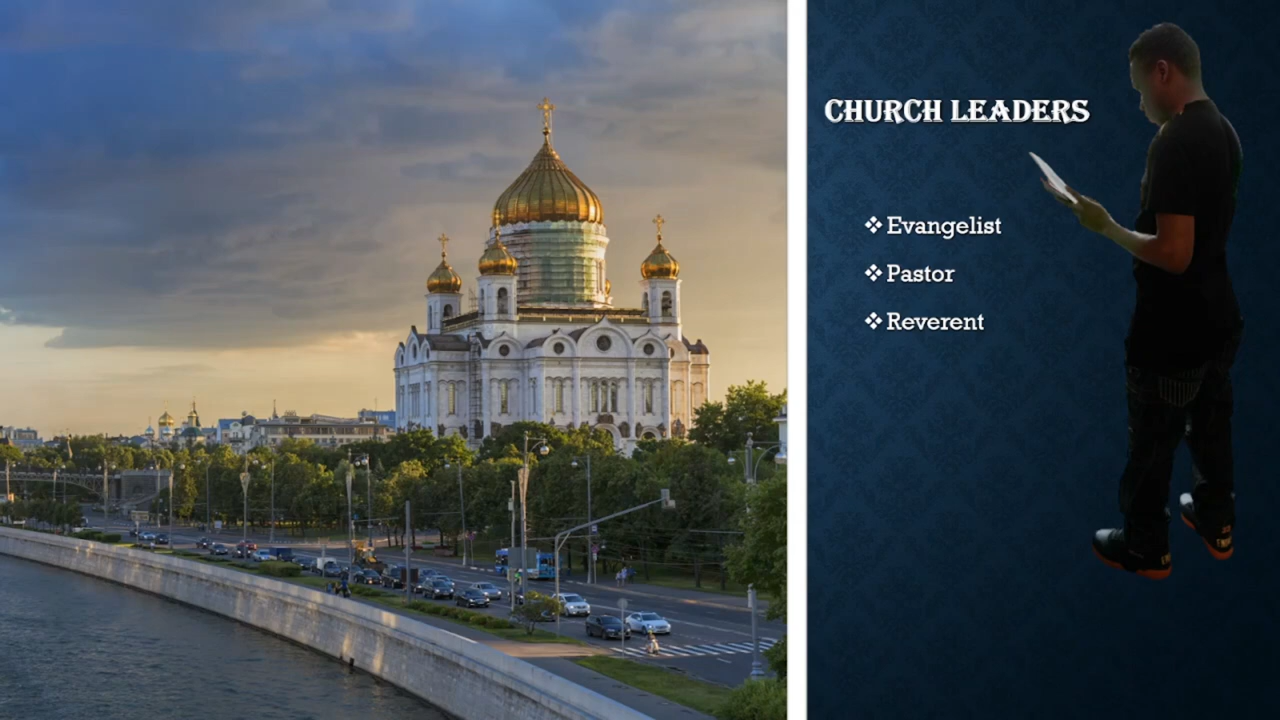 CHURCH LEADERS
❖ Evangelist
❖ Pastor
❖ Reverent